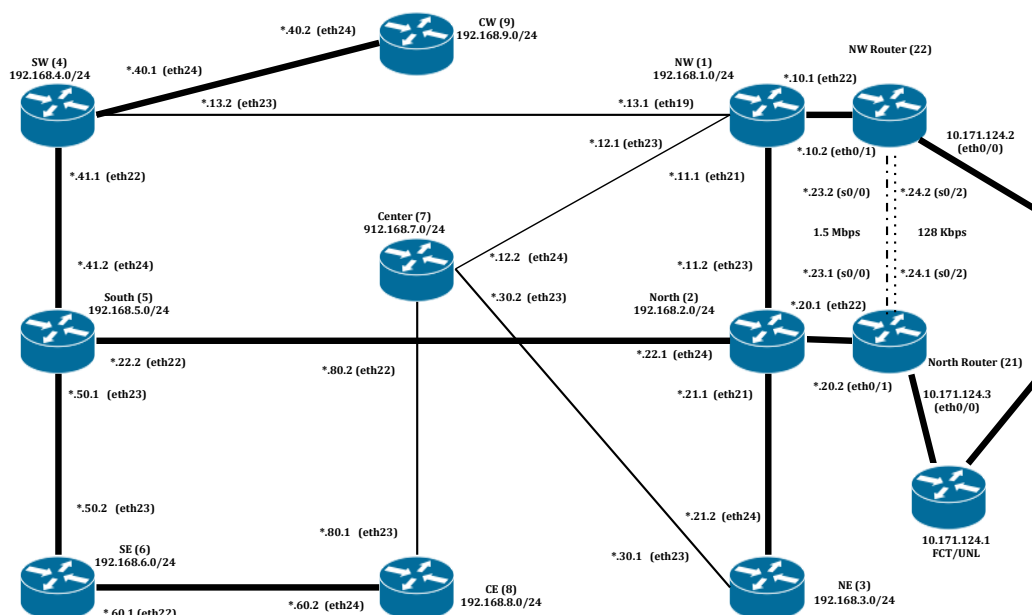 CW (9)
192.168.9.0/24
*.40.2 (eth24)
SW (4)
192.168.4.0/24
*.40.1 (eth24)
*.13.2 (eth23)
NW (1)
192.168.1.0/24
*.13.1 (eth19)
*.12.1 (eth23)
*.11.1 (eth21)
NW Router (22)
*.10.1 (eth22)
*.10.2 (eth0/1)
10.171.124.2
(eth0/0)
*.23.2 (s0/0)
*.24.2 (s0/2)
1.5 Mbps
128 Kbps
*.23.1 (s0/0)
*.24.1 (s0/2)
*.41.1 (eth22)
*.41.2 (eth24)
Center (7)
912.168.7.0/24
*.12.2 (eth24)
*.30.2 (eth23)
*.11.2 (eth23)
South (5)
192.168.5.0/24
North (2)
192.168.2.0/24
*.20.1 (eth22)
*.22.2 (eth22)
*.50.1 (eth23)
*.80.2 (eth22)
*.22.1 (eth24)
*.21.1 (eth21)
*.20.2 (eth0/1)
North Router (21)
10.171.124.3
(eth0/0)
*.50.2 (eth23)
*.80.1 (eth23)
*.21.2 (eth24)
*.30.1 (eth23)
10.171.124.1
FCT/UNL
SE (6)
192.168.6.0/24
*.60.1 (eth22)
*.60.2 (eth24)
CE (8)
192.168.8.0/24
NE (3)
192.168.3.0/24